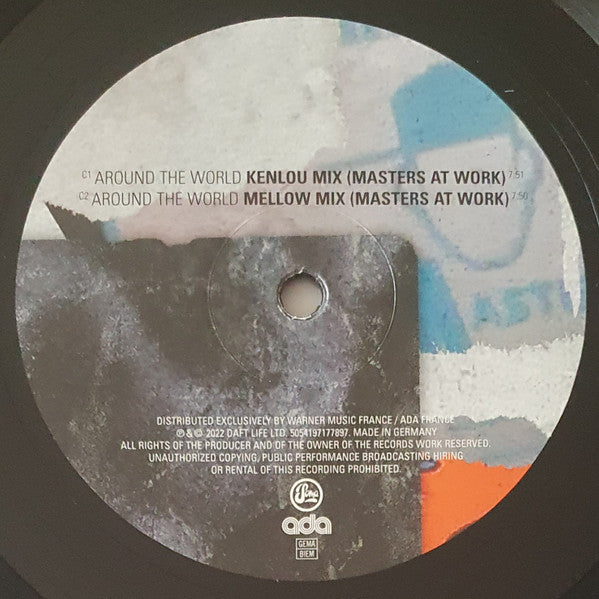 C1 AROUND THE WORLD KENLOU MIX (MASTERS AT WORK) 7:51
C2 AROUND THE WORLD MELLOW MIX (MASTERS AT WORK) 7:50
DISTRIBUTED EXCLUSIVELY BY WARNER MUSIC FRANCE / ADA FRANCE
℗ & © 2022 DAFT LIFE LTD. 5054197177897. MADE IN GERMANY
ALL RIGHTS OF THE PRODUCER AND OF THE OWNER OF THE RECORDS WORK RESERVED.
UNAUTHORIZED COPYING, PUBLIC PERFORMANCE BROADCASTING HIRING
OR RENTAL OF THIS RECORDING PROHIBITED.
Soma
ada
GEMA
BIEM